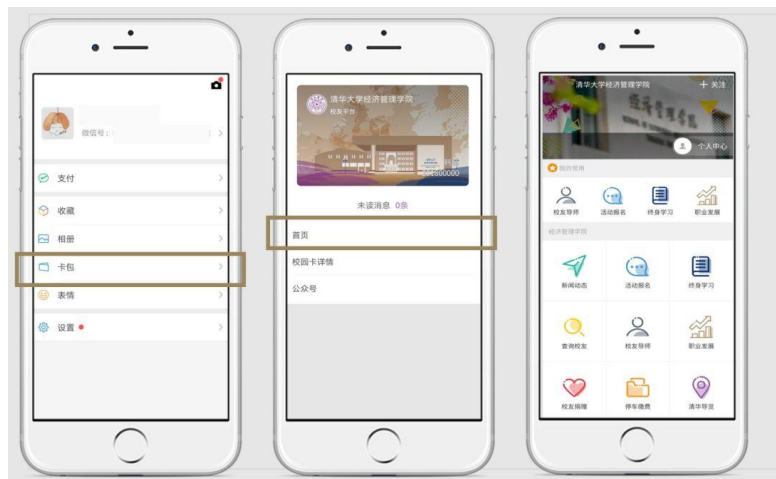 微信号：
支付
收藏
相册
卡包
表情
设置
清华大学经济管理学院
校友平台
未读消息 0条
首页
校园卡详情
公众号
清华大学经济管理学院 + 关注
经济管理学院
个人中心
我的常用
校友导师 活动报名 终身学习 职业发展
经济管理学院
新闻动态 活动报名 终身学习
查询校友 校友导师 职业发展
校友捐赠 停车缴费 清华导览